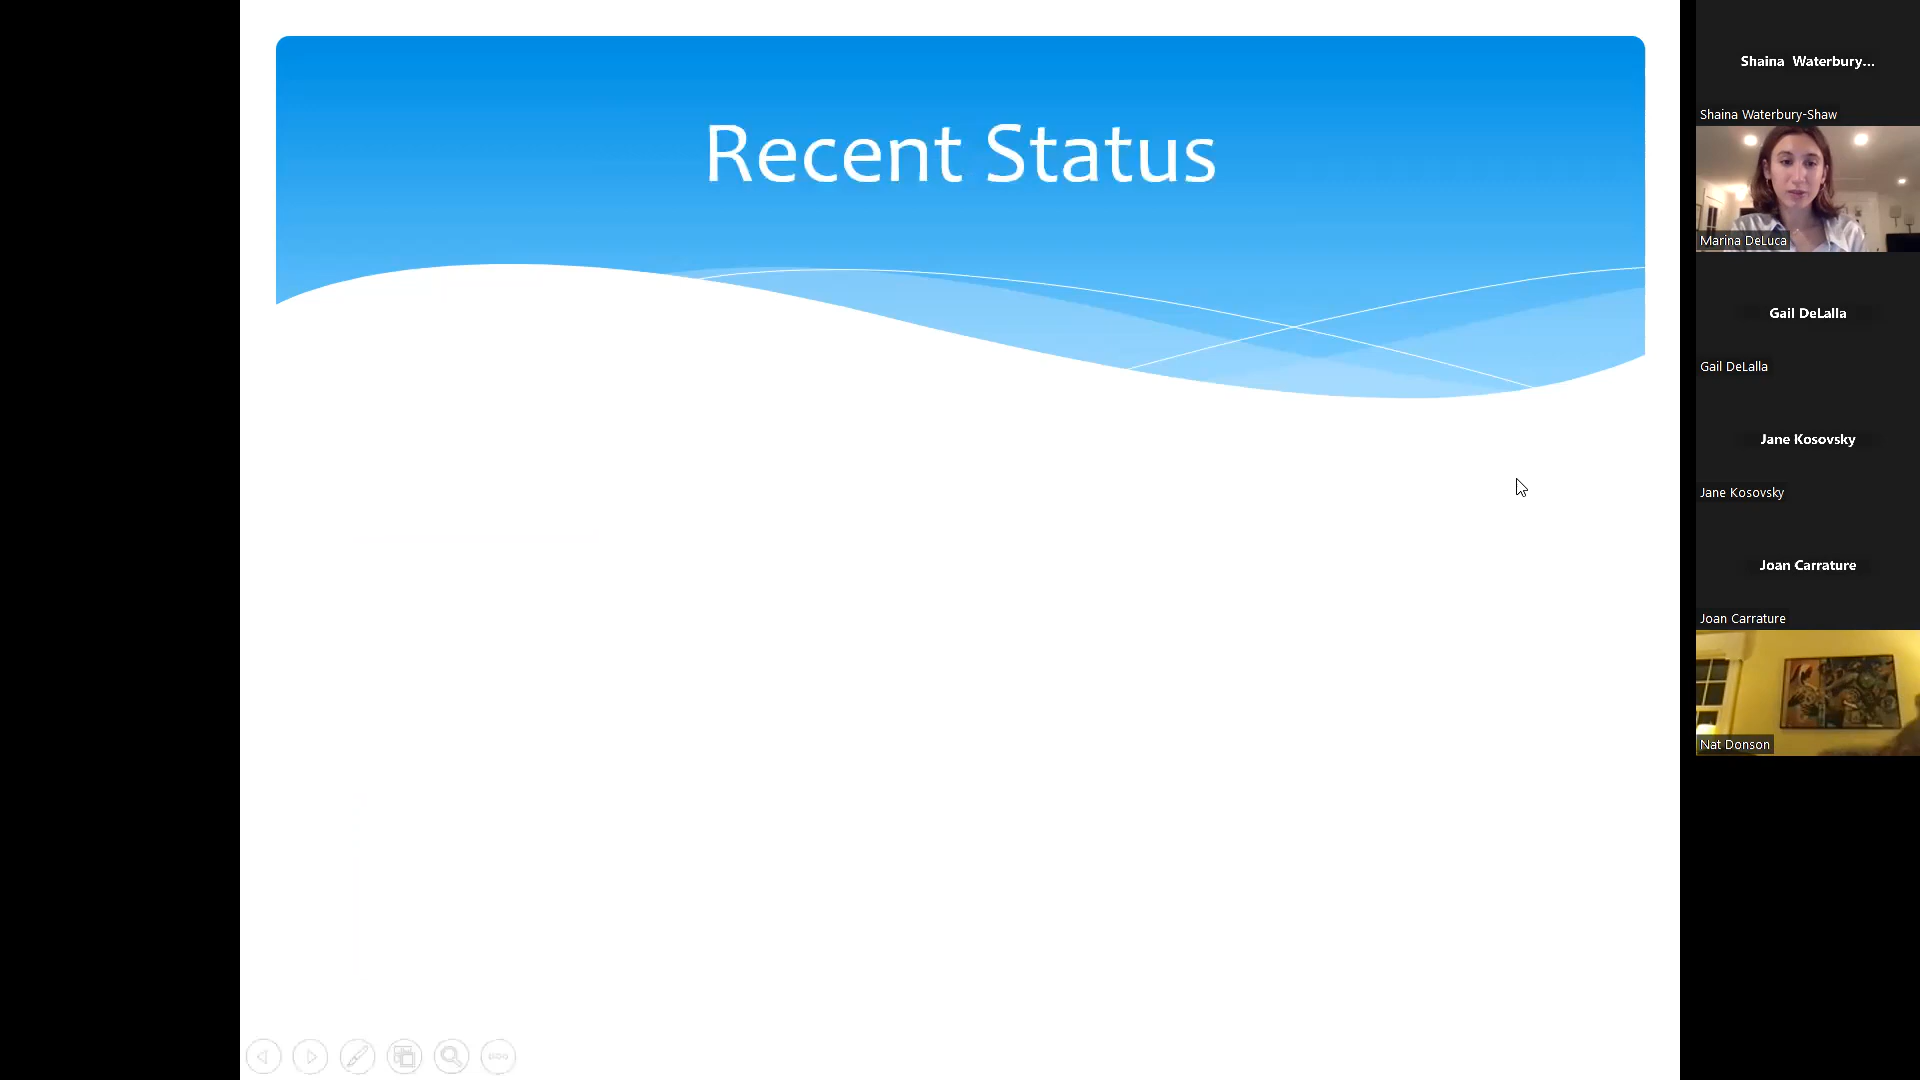 Recent Status
Shaina Waterbury...
Shaina Waterbury-Shaw
Marina DeLuca
Gail DeLalla
Gail DeLalla
Jane Kosovsky
Jane Kosovsky
Joan Carrature
Joan Carrature
Nat Donson